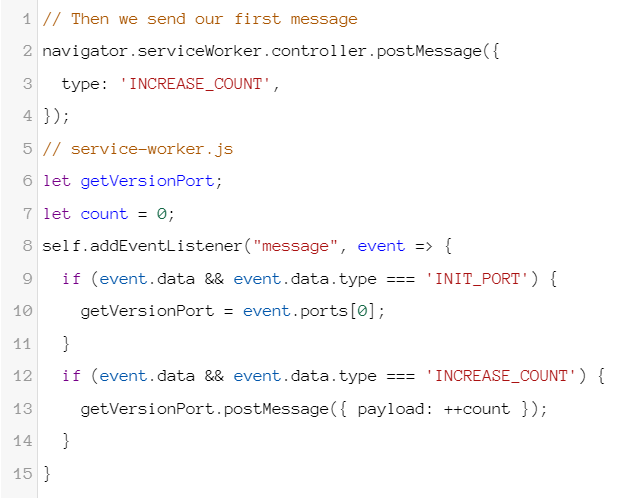 1 // Then we send our first message
2 navigator.serviceWorker.controller.postMessage({
3   type: 'INCREASE_COUNT',
4 });
5 // service-worker.js
6 let getVersionPort;
7 let count = 0;
8 self.addEventListener("message", event => {
9   if (event.data && event.data.type === 'INIT_PORT') {
10     getVersionPort = event.ports[0];
11   }
12   if (event.data && event.data.type === 'INCREASE_COUNT') {
13     getVersionPort.postMessage({ payload: ++count });
14   }
15 }